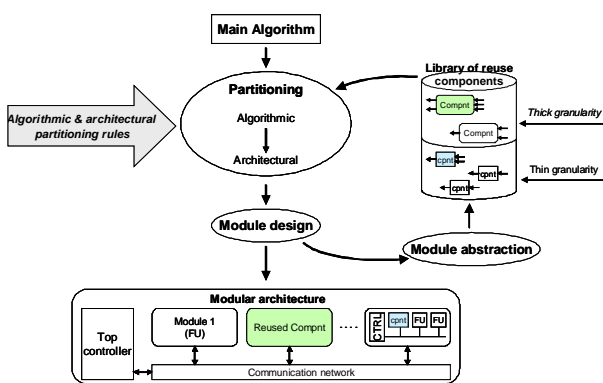 Main Algorithm
Library of reuse
components
Partitioning
Algorithmic
Architectural
Algorithmic & architectural
partitioning rules
Compnt
Compnt
Thick granularity
cpnt
cpnt
cpnt
Thin granularity
Module design
Module abstraction
Modular architecture
Top
controller
Module 1
(FU)
Reused Compnt
....
CTRL
cpnt
FU
FU
Communication network